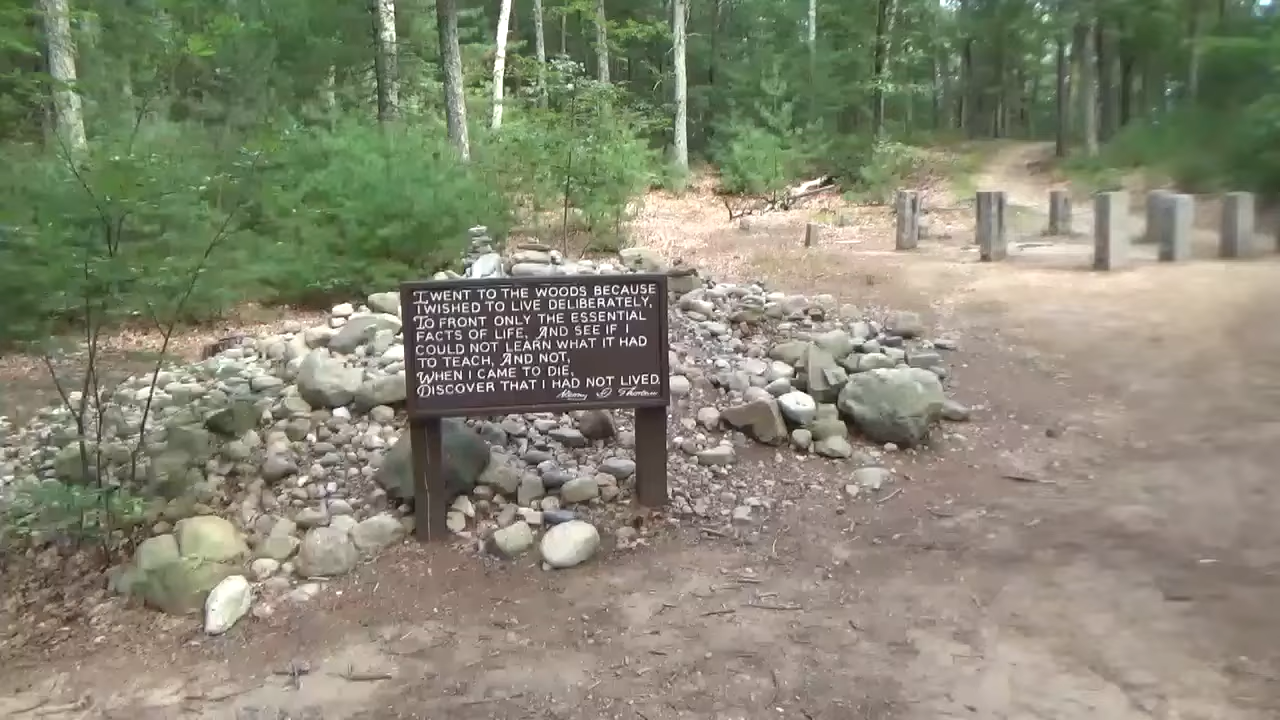 I WENT TO THE WOODS BECAUSE
I WISHED TO LIVE DELIBERATELY,
TO FRONT ONLY THE ESSENTIAL
FACTS OF LIFE, AND SEE IF I
COULD NOT LEARN WHAT IT HAD
TO TEACH, AND NOT,
WHEN I CAME TO DIE,
DISCOVER THAT I HAD NOT LIVED.
Henry D Thoreau